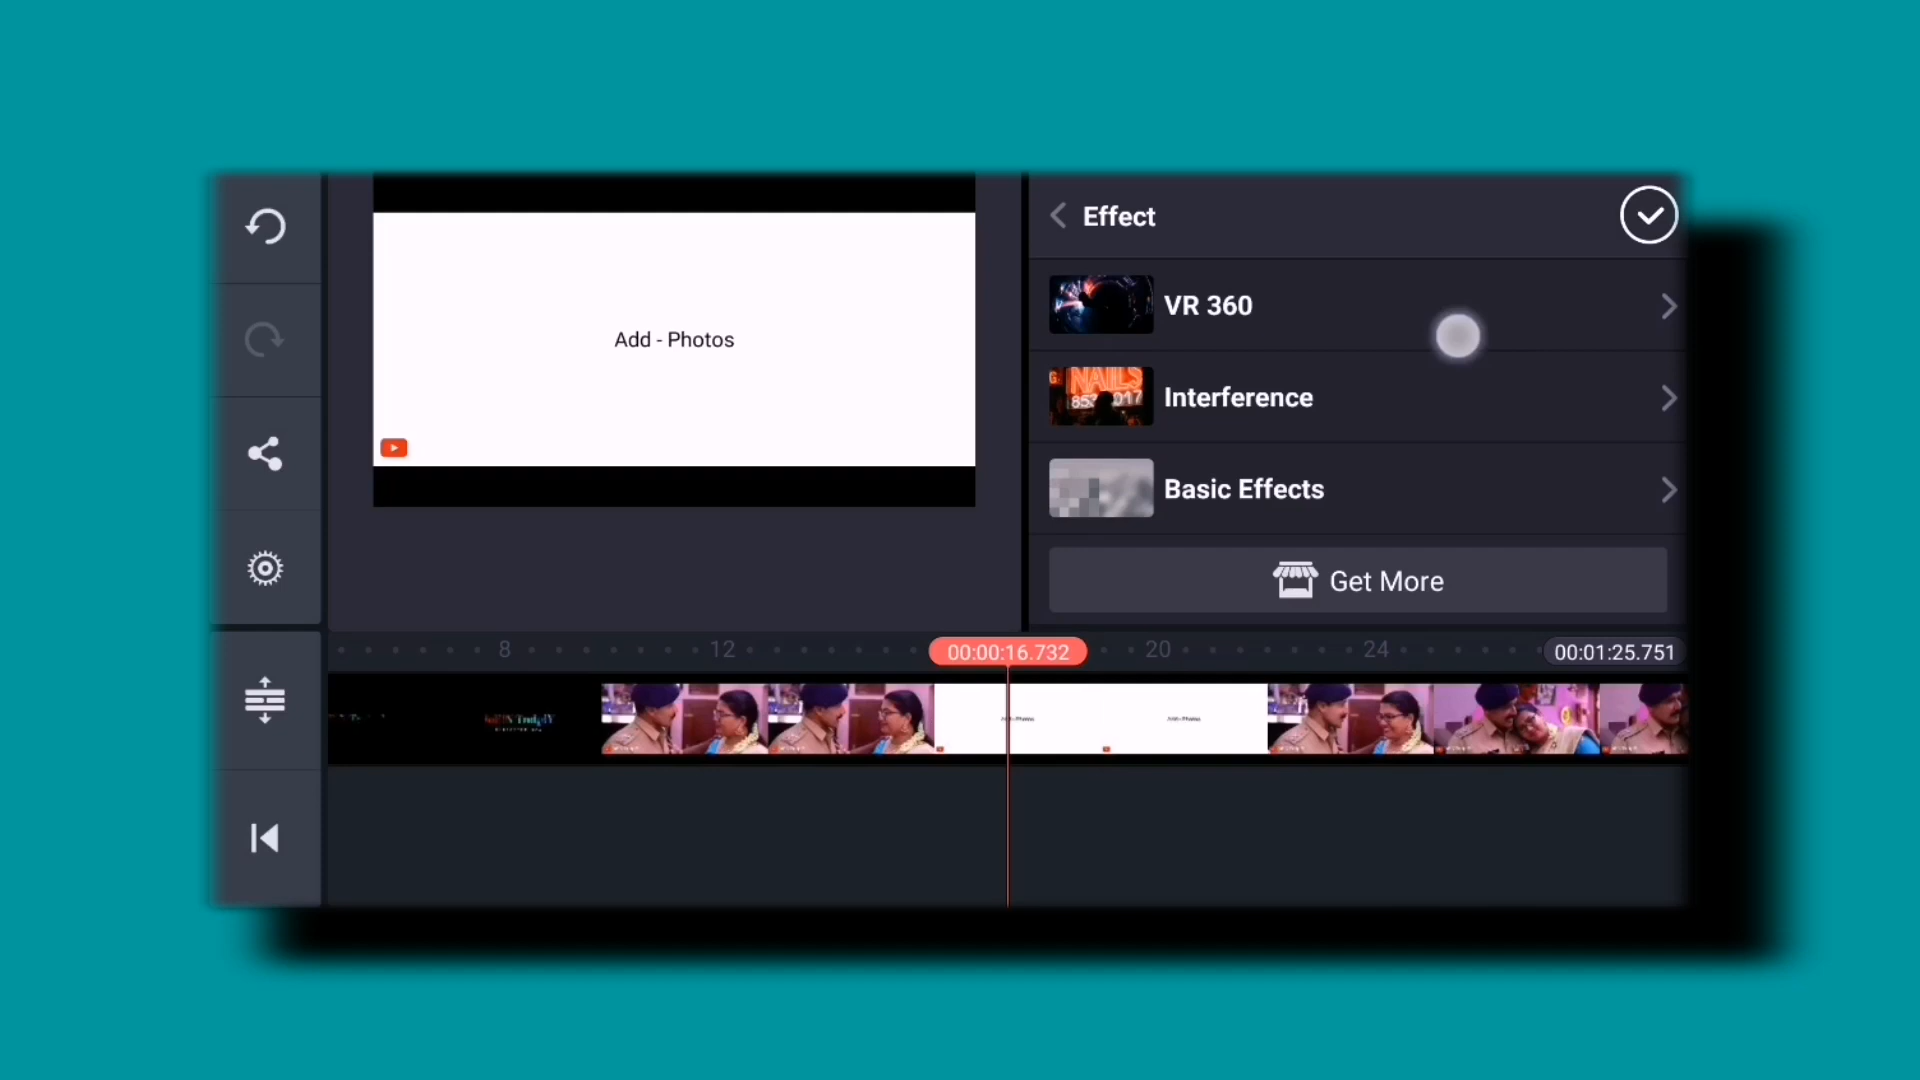 Effect
VR 360
NAILS
Interference
Add - Photos
Basic Effects
Get More
8
12
00:00:16.732
20
24
00:01:25.751